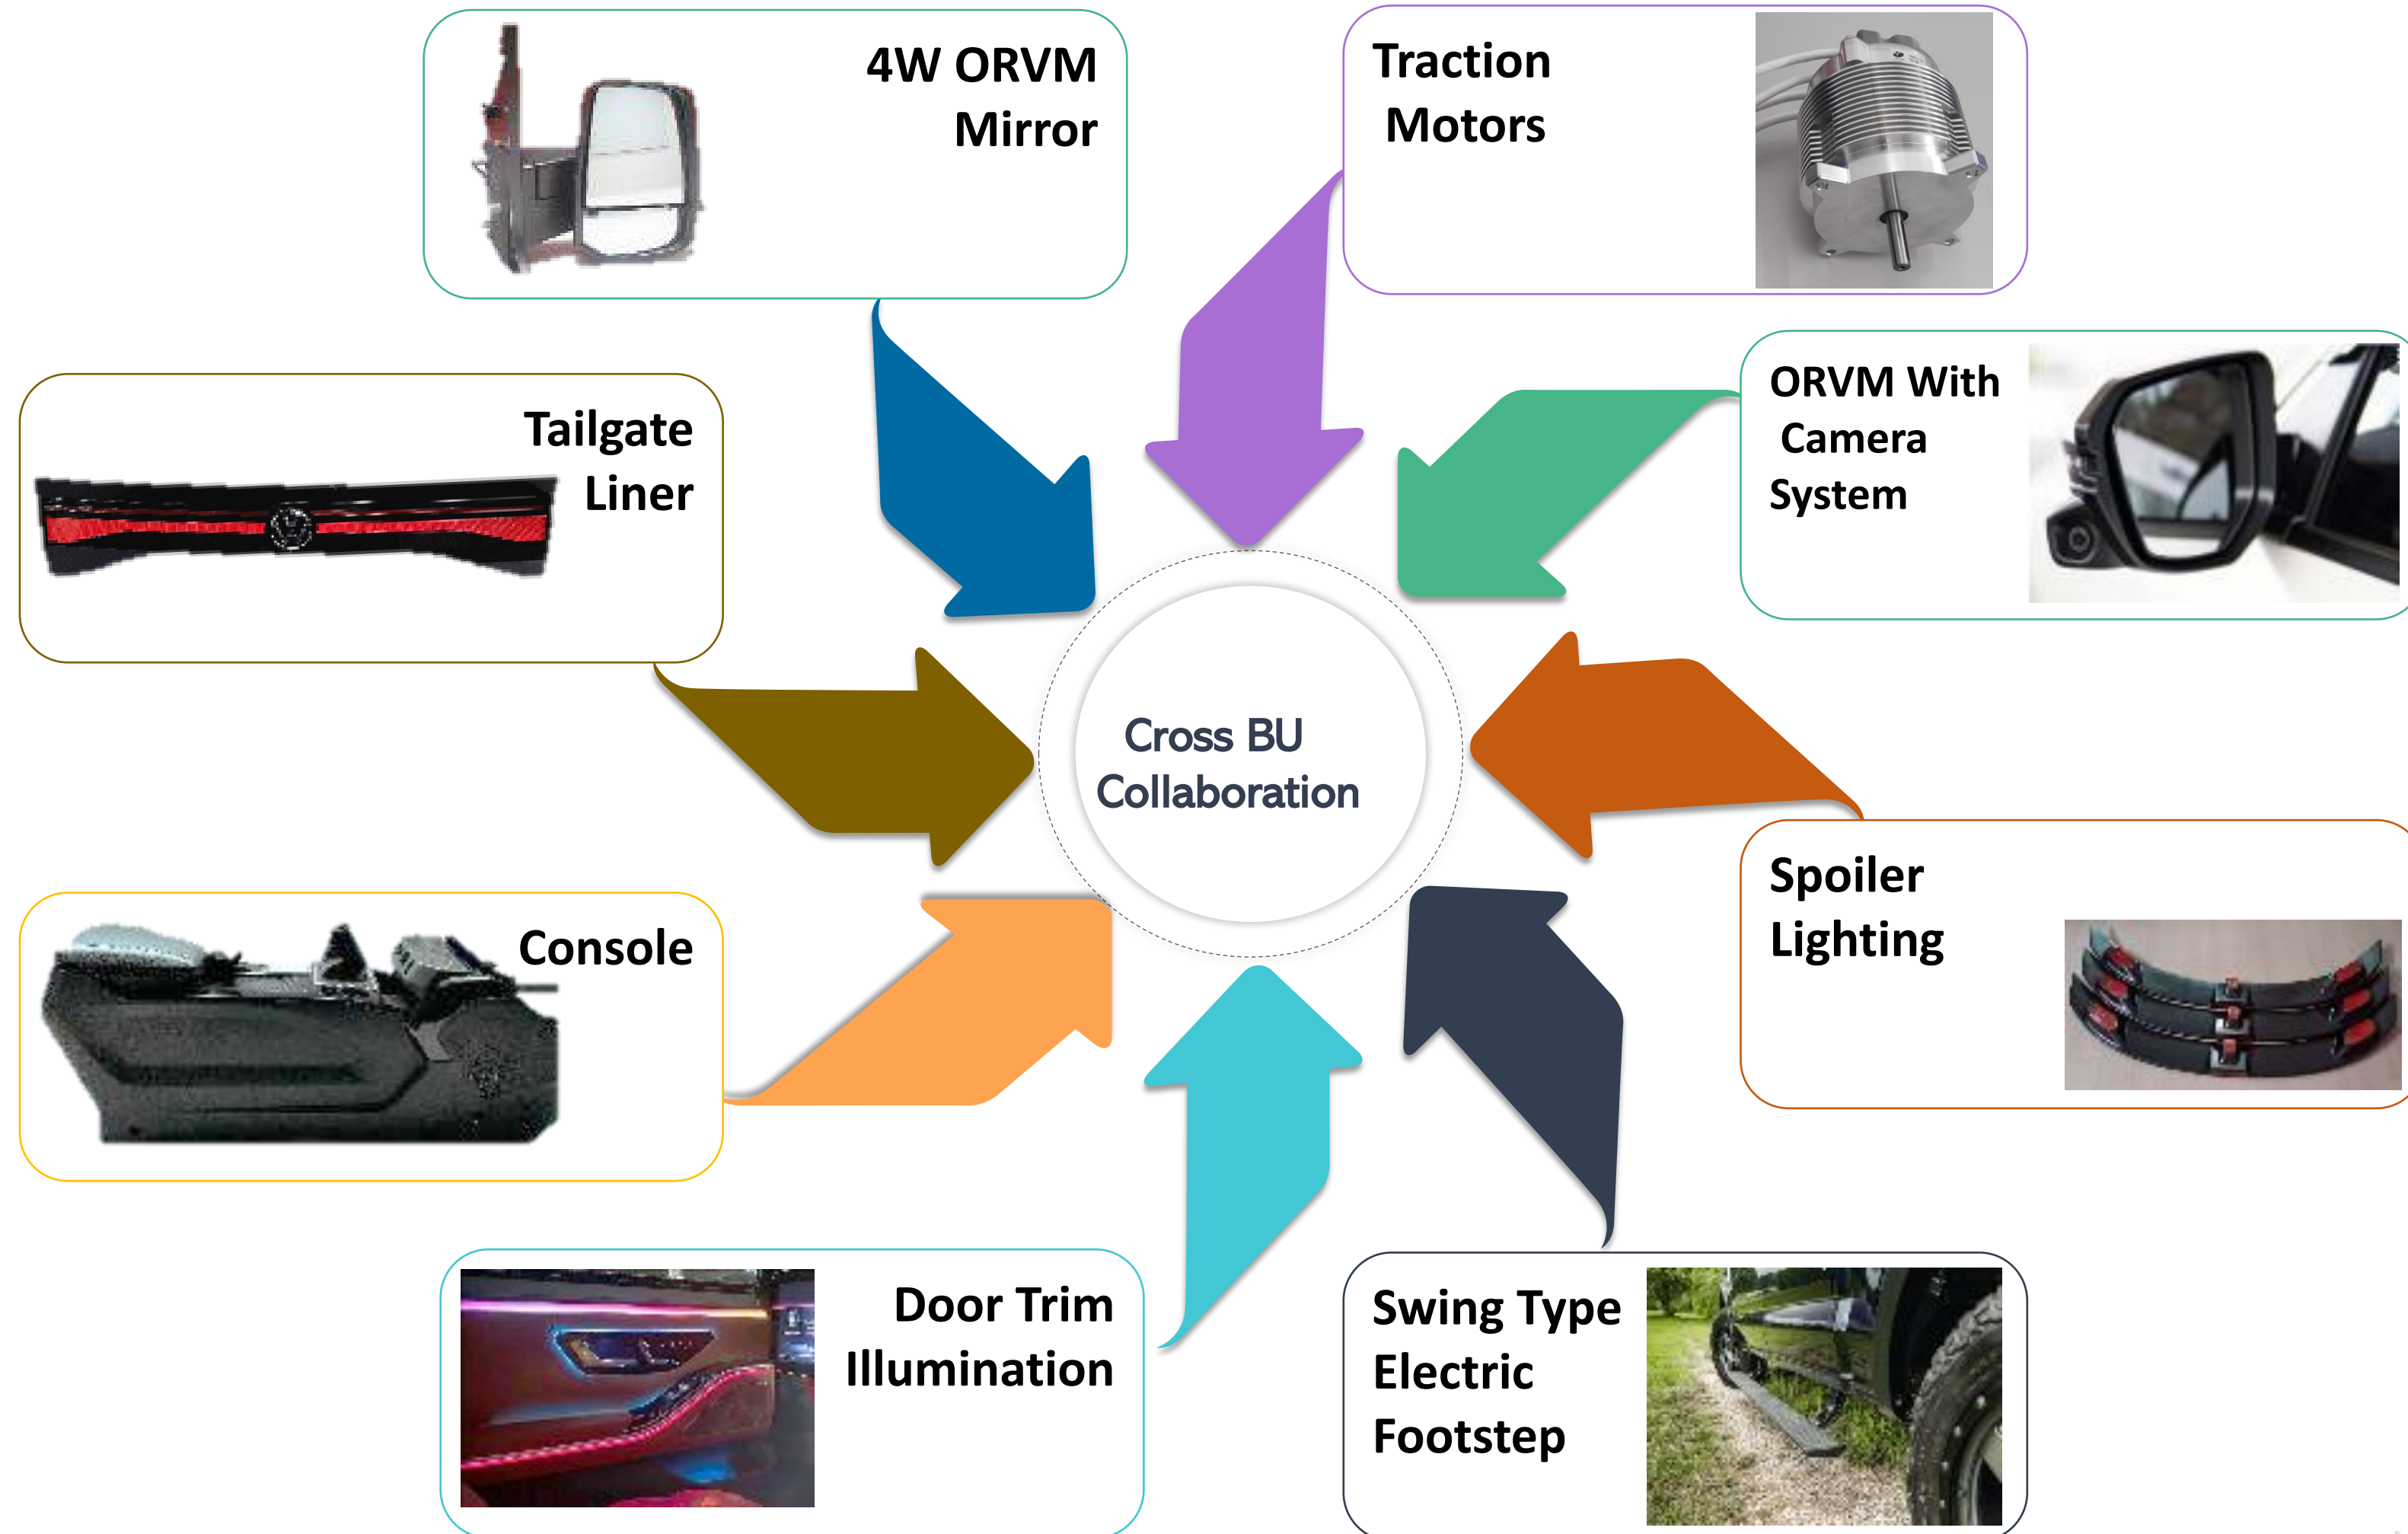 4W ORVM
Mirror
Traction
Motors
ORVM With
Camera
System
Tailgate
Liner
Cross BU
Collaboration
Spoiler
Lighting
Console
Door Trim
Illumination
Swing Type
Electric
Footstep